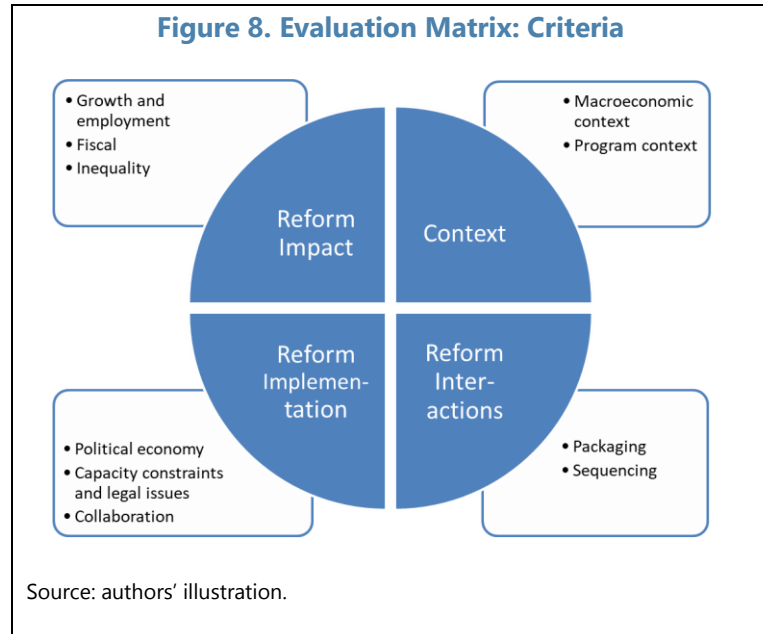 Figure 8. Evaluation Matrix: Criteria
• Growth and
employment
• Fiscal
• Inequality
• Macroeconomic
context
• Program context
Reform
Impact
Context
Reform
Implemen-
tation
Reform
Inter-
actions
• Political economy
• Capacity constraints
and legal issues
• Collaboration
• Packaging
• Sequencing
Source: authors’ illustration.